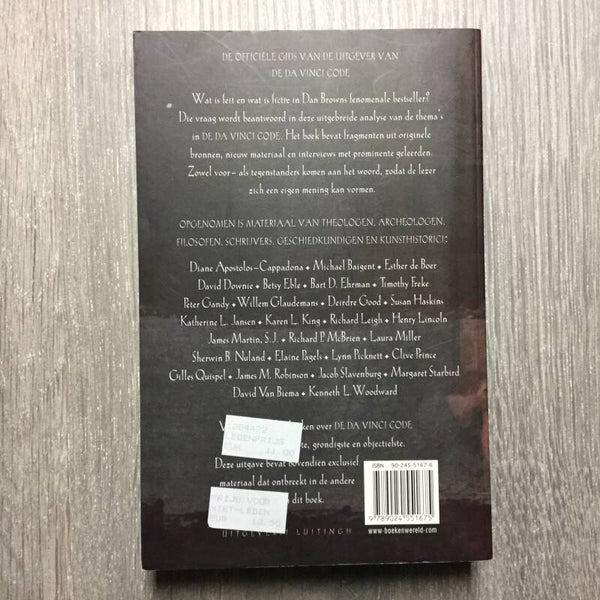 DE OFFICIËLE GIDS VAN DE UITGEVER VAN
DE DA VINCI CODE
Wat is feit en wat is fictie in Dan Browns fenomenale bestseller?
Die vraag wordt beantwoord in deze uitgebreide analyse van de thema's
in DE DA VINCI CODE. Het boek bevat fragmenten uit originele
bronnen, nieuw materiaal en interviews met prominente geleerden.
Zowel voor- als tegenstanders komen aan het woord, zodat de lezer
zich een eigen mening kan vormen.
OPGENOMEN IS MATERIAAL VAN THEOLOGEN, ARCHEOLOGEN,
FILOSOFEN, SCHRIJVERS, GESCHIEDKUNDIGEN EN KUNSTHISTORICI:
Diane Apostolos-Cappadona ♦ Michael Baigent ♦ Esther de Boer
David Downie ♦ Betsy Eble ♦ Bart D. Ehrman ♦ Timothy Freke
Peter Gandy ♦ Willem Glaudemans ♦ Deirdre Good ♦ Susan Haskins
Katherine L. Jansen ♦ Karen L. King ♦ Richard Leigh ♦ Henry Lincoln
James Martin, S.J. ♦ Richard P. McBrien ♦ Laura Miller
Sherwin B. Nuland ♦ Elaine Pagels ♦ Lynn Picknett ♦ Clive Prince
Gilles Quispel ♦ James M. Robinson ♦ Jacob Slavenburg ♦ Margaret Starbird
David Van Biema ♦ Kenneth L. Woodward
ken over DE DA VINCI CODE
LEDENPRIJS
EUR
te, grondigste en objectiefste.
Deze uitgave bevat bovendien exclusief
materiaal dat ontbreekt in de andere
PRIJS VOOR
NIET-LEDEN
EUR
n dit boek.
UITGEVERIJ LUITINGH
ISBN 90-245-5167-6
9 789024 551675
www.boekenwereld.com